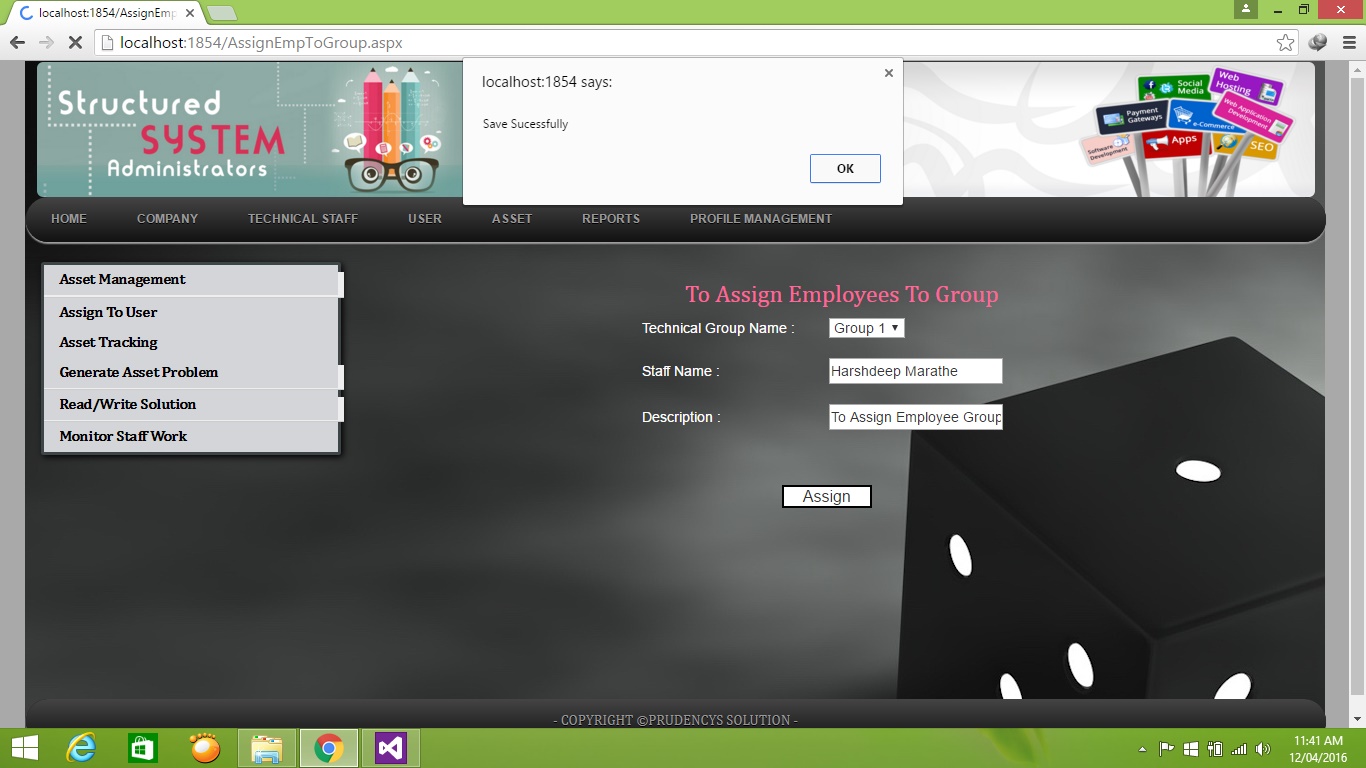 localhost:1854/AssignEmp
localhost:1854/AssignEmpToGroup.aspx
localhost:1854 says:
Save Sucessfully
OK
Structured
SYSTEM
Administrators
Social Media
Web Hosting
Payment Gateways
e-Commerce
Web Application Development
Software Development
Apps
SEO
HOME COMPANY TECHNICAL STAFF USER ASSET REPORTS PROFILE MANAGEMENT
Asset Management
Assign To User
Asset Tracking
Generate Asset Problem
Read/Write Solution
Monitor Staff Work
To Assign Employees To Group
Technical Group Name : Group 1
Staff Name : Harshdeep Marathe
Description : To Assign Employee Group
Assign
- COPYRIGHT ©PRUDENCYS SOLUTION -
11:41 AM
12/04/2016